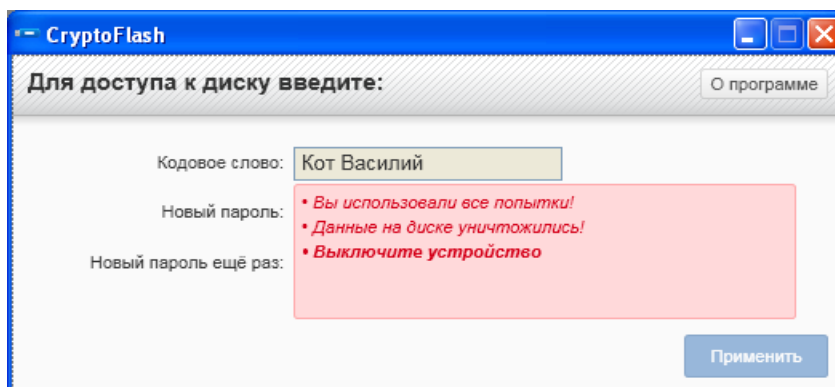 CryptoFlash
Для доступа к диску введите:
О программе
Кодовое слово:
Кот Василий
Новый пароль:
• Вы использовали все попытки!
• Данные на диске уничтожились!
Новый пароль ещё раз:
• Выключите устройство
Применить